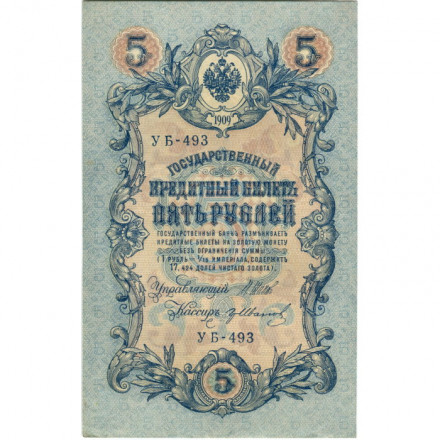 5 5
1909
УБ-493
ГОСУДАРСТВЕННЫЙ
КРЕДИТНЫЙ БИЛЕТЪ
ПЯТЬ РУБЛЕЙ
ГОСУДАРСТВЕННЫЙ БАНКЪ РАЗМѢНИВАЕТЪ
КРЕДИТНЫЕ БИЛЕТЫ НА ЗОЛОТУЮ МОНЕТУ
БЕЗЪ ОГРАНИЧЕНІЯ СУММЫ
(1 РУБЛЬ = 1/15 ИМПЕРІАЛА, СОДЕРЖИТЪ
17,424 ДОЛЕЙ ЧИСТАГО ЗОЛОТА).
Управляющій
Кассиръ
УБ-493
5